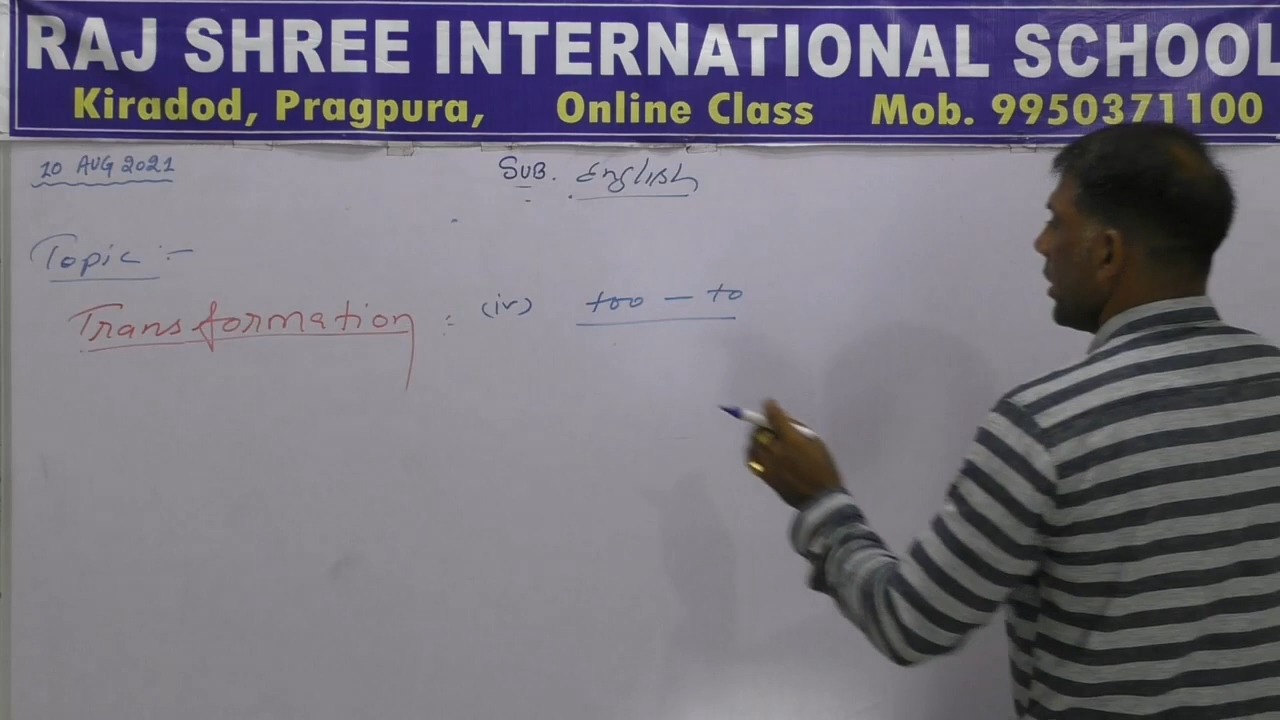 RAJ SHREE INTERNATIONAL SCHOOL
Kiradod, Pragpura, Online Class Mob. 9950371100
10 AUG 2021 SUB. English
Topic :-
Transformation : (iv) too - to